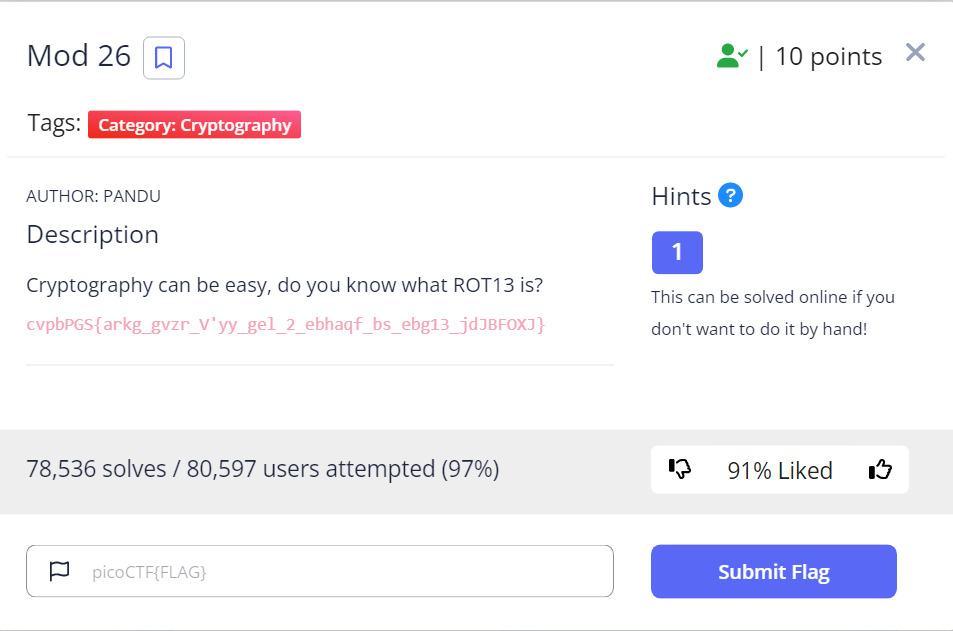 Mod 26
| 10 points
Tags: Category: Cryptography
AUTHOR: PANDU
Description
Cryptography can be easy, do you know what ROT13 is?
cvpbPGS{arkg_gvzr_V'yy_gel_2_ebhaqf_bs_ebg13_jdJBFOXJ}
Hints ?
1
This can be solved online if you
don't want to do it by hand!
78,536 solves / 80,597 users attempted (97%)
91% Liked
picoCTF{FLAG}
Submit Flag